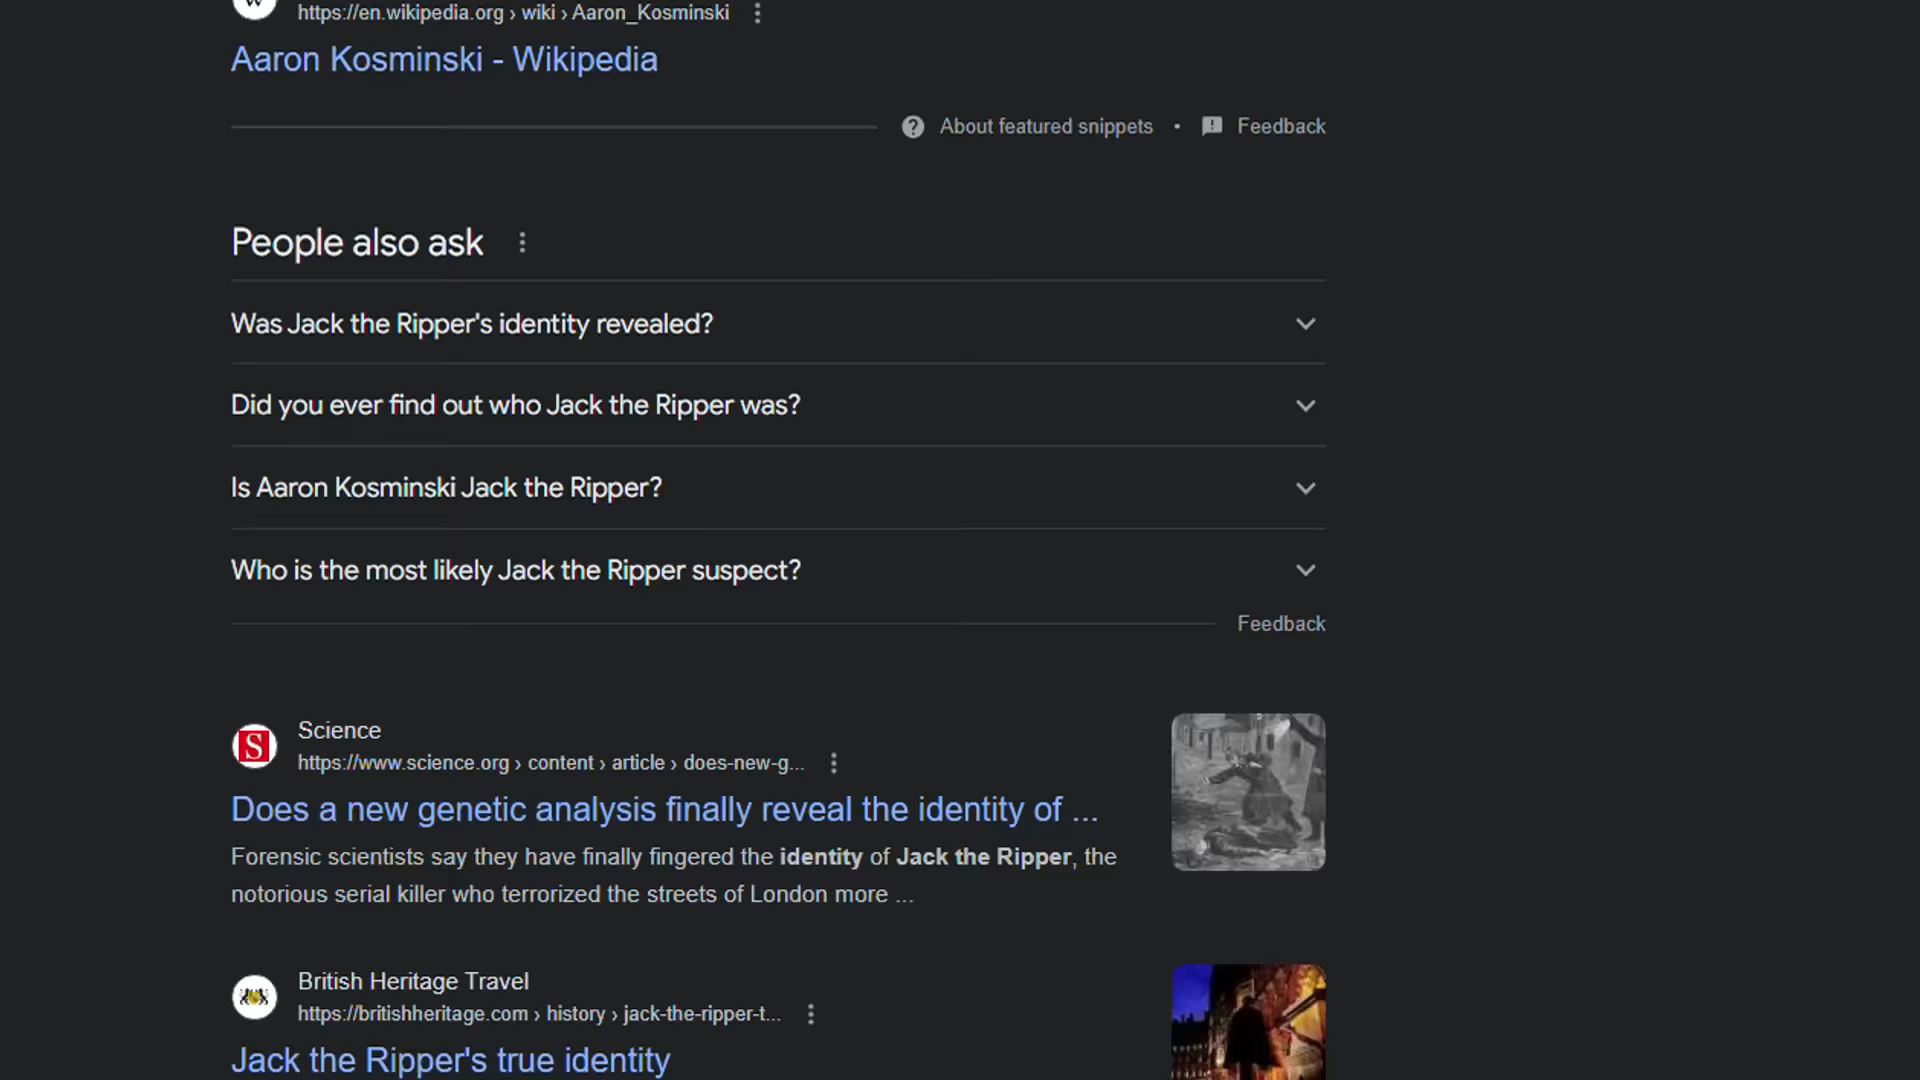 https://en.wikipedia.org › wiki › Aaron_Kosminski
Aaron Kosminski - Wikipedia
About featured snippets • Feedback
People also ask
Was Jack the Ripper's identity revealed?
Did you ever find out who Jack the Ripper was?
Is Aaron Kosminski Jack the Ripper?
Who is the most likely Jack the Ripper suspect?
Feedback
S
Science
https://www.science.org › content › article › does-new-g...
Does a new genetic analysis finally reveal the identity of ...
Forensic scientists say they have finally fingered the identity of Jack the Ripper, the
notorious serial killer who terrorized the streets of London more ...
British Heritage Travel
https://britishheritage.com › history › jack-the-ripper-t...
Jack the Ripper's true identity